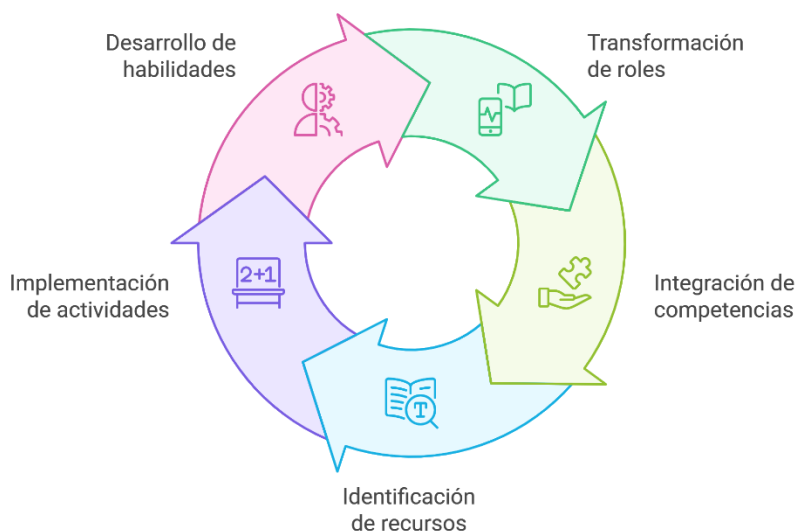 Desarrollo de
habilidades
Transformación
de roles
Integración de
competencias
Identificación
de recursos
T
Implementación
de actividades
2+1